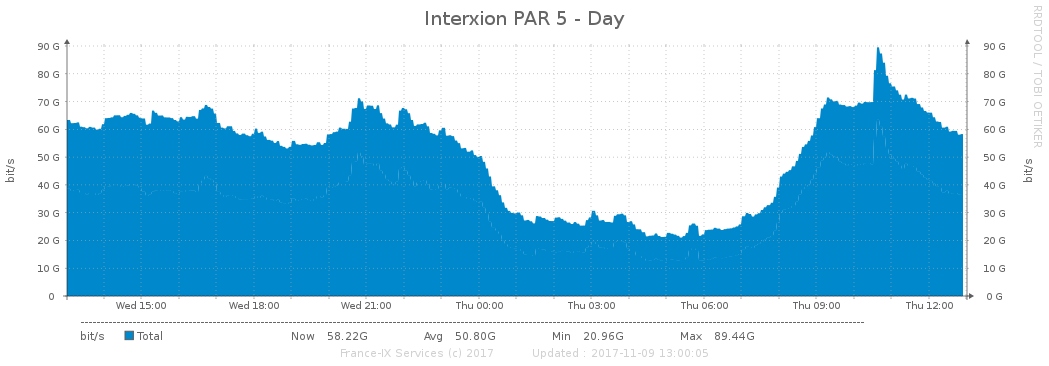 Interxion PAR 5 - Day
RRDTOOL / TOBI OETIKER
bit/s
90 G
80 G
70 G
60 G
50 G
40 G
30 G
20 G
10 G
0
90 G
80 G
70 G
60 G
50 G
40 G
30 G
20 G
10 G
0 G
bit/s
Wed 15:00 Wed 18:00 Wed 21:00 Thu 00:00 Thu 03:00 Thu 06:00 Thu 09:00 Thu 12:00
bit/s Total Now 58.22G Avg 50.80G Min 20.96G Max 89.44G
France-IX Services (c) 2017 Updated : 2017-11-09 13:00:05